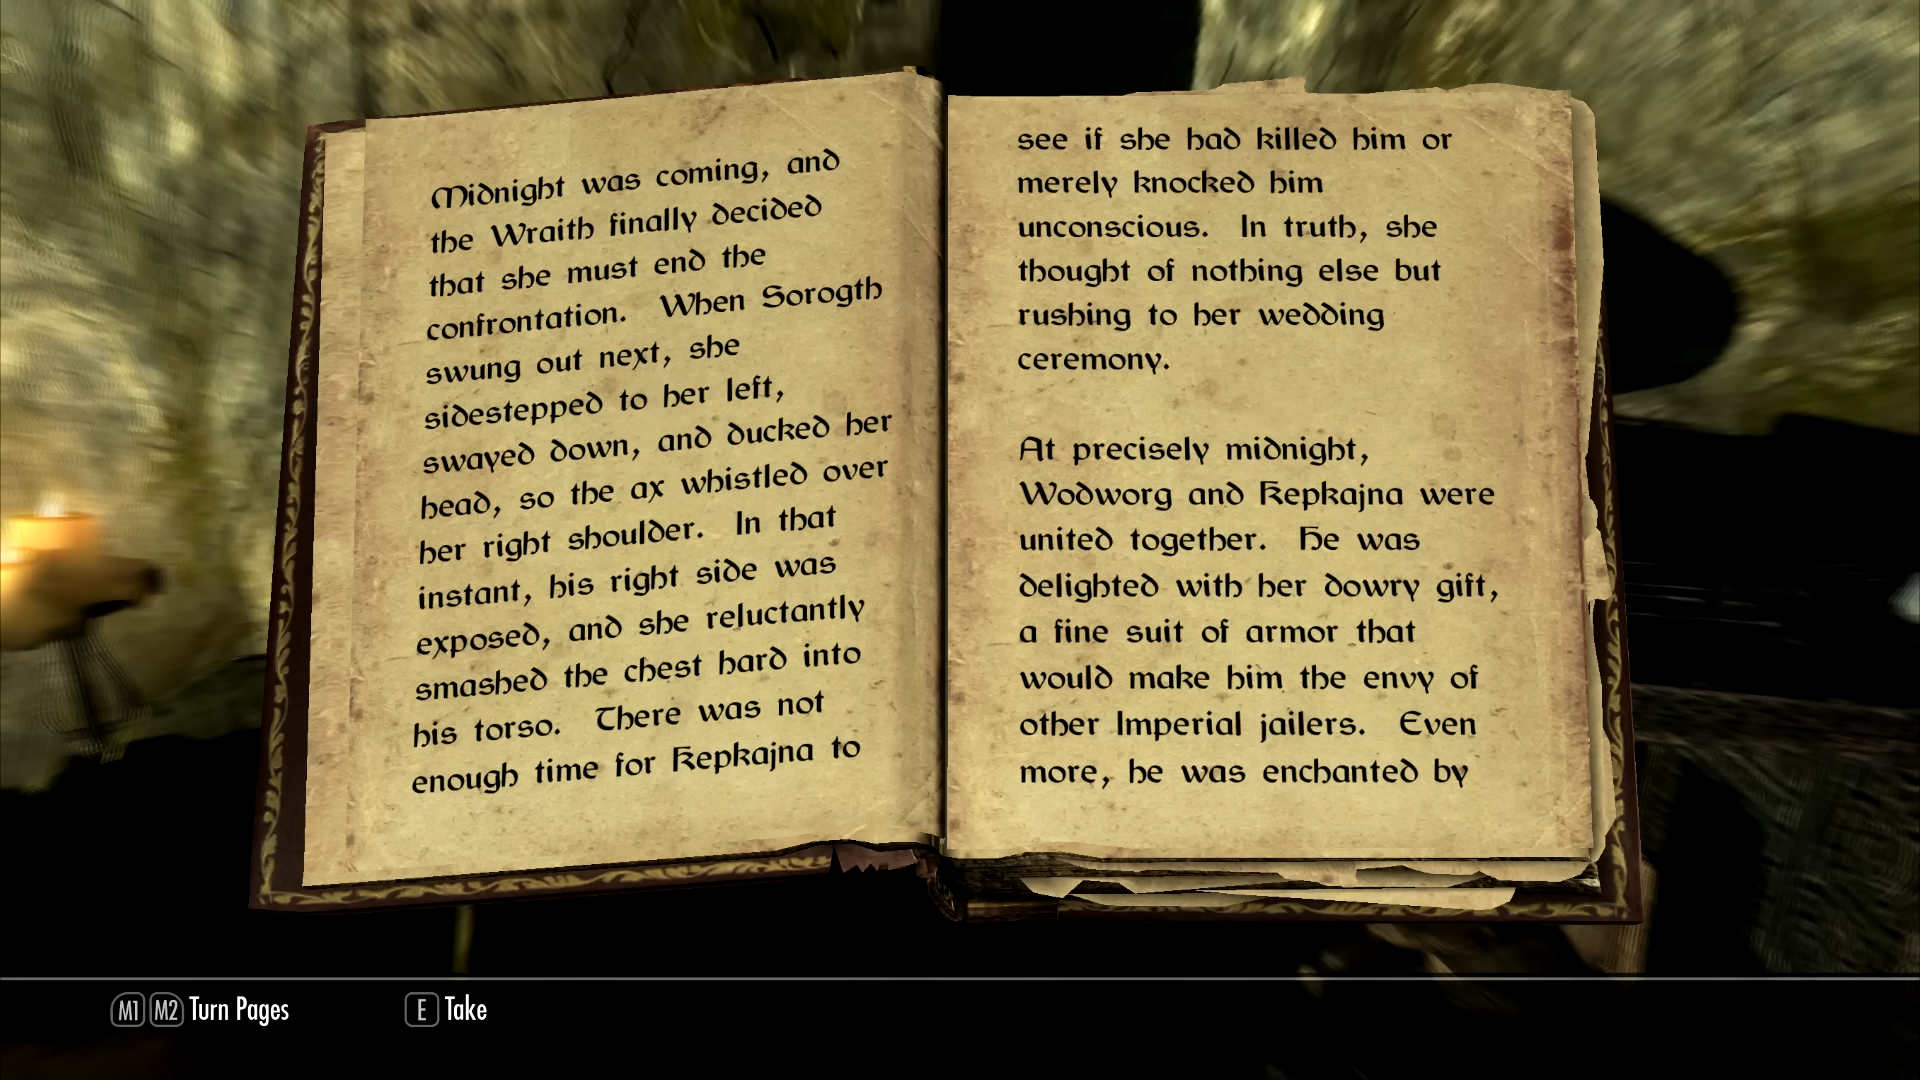 Midnight was coming, and
the Wraith finally decided
that she must end the
confrontation. When Sorogth
swung out next, she
sidestepped to her left,
swayed down, and ducked her
head, so the ax whistled over
her right shoulder. In that
instant, his right side was
exposed, and she reluctantly
smashed the chest hard into
his torso. There was not
enough time for Kepkajna to
see if she had killed him or
merely knocked him
unconscious. In truth, she
thought of nothing else but
rushing to her wedding
ceremony.
At precisely midnight,
Wodworg and Kepkajna were
united together. He was
delighted with her dowry gift,
a fine suit of armor that
would make him the envy of
other Imperial jailers. Even
more, he was enchanted by
M1 M2 Turn Pages E Take